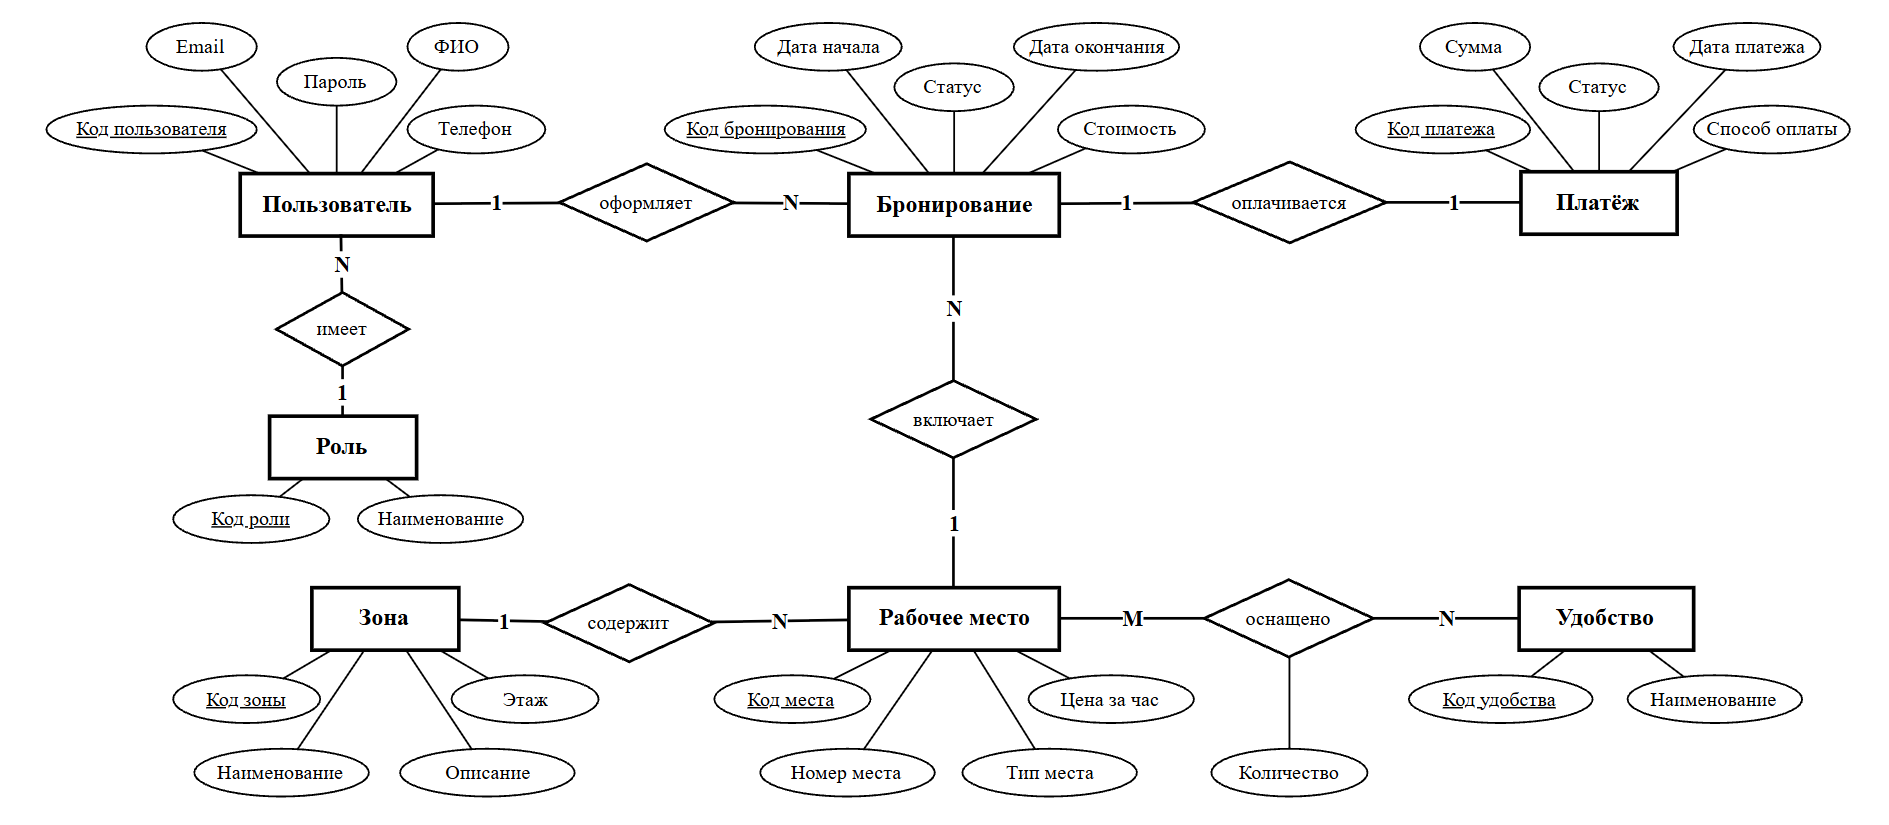 Email
ФИО
Пароль
Код пользователя
Телефон
Дата начала
Дата окончания
Статус
Код бронирования
Стоимость
Сумма
Дата платежа
Статус
Код платежа
Способ оплаты
Пользователь
1
оформляет
N
Бронирование
1
оплачивается
1
Платёж
N
имеет
1
Роль
Код роли
Наименование
N
включает
1
Зона
1
содержит
N
Рабочее место
M
оснащено
N
Удобство
Код зоны
Этаж
Наименование
Описание
Код места
Цена за час
Номер места
Тип места
Количество
Код удобства
Наименование